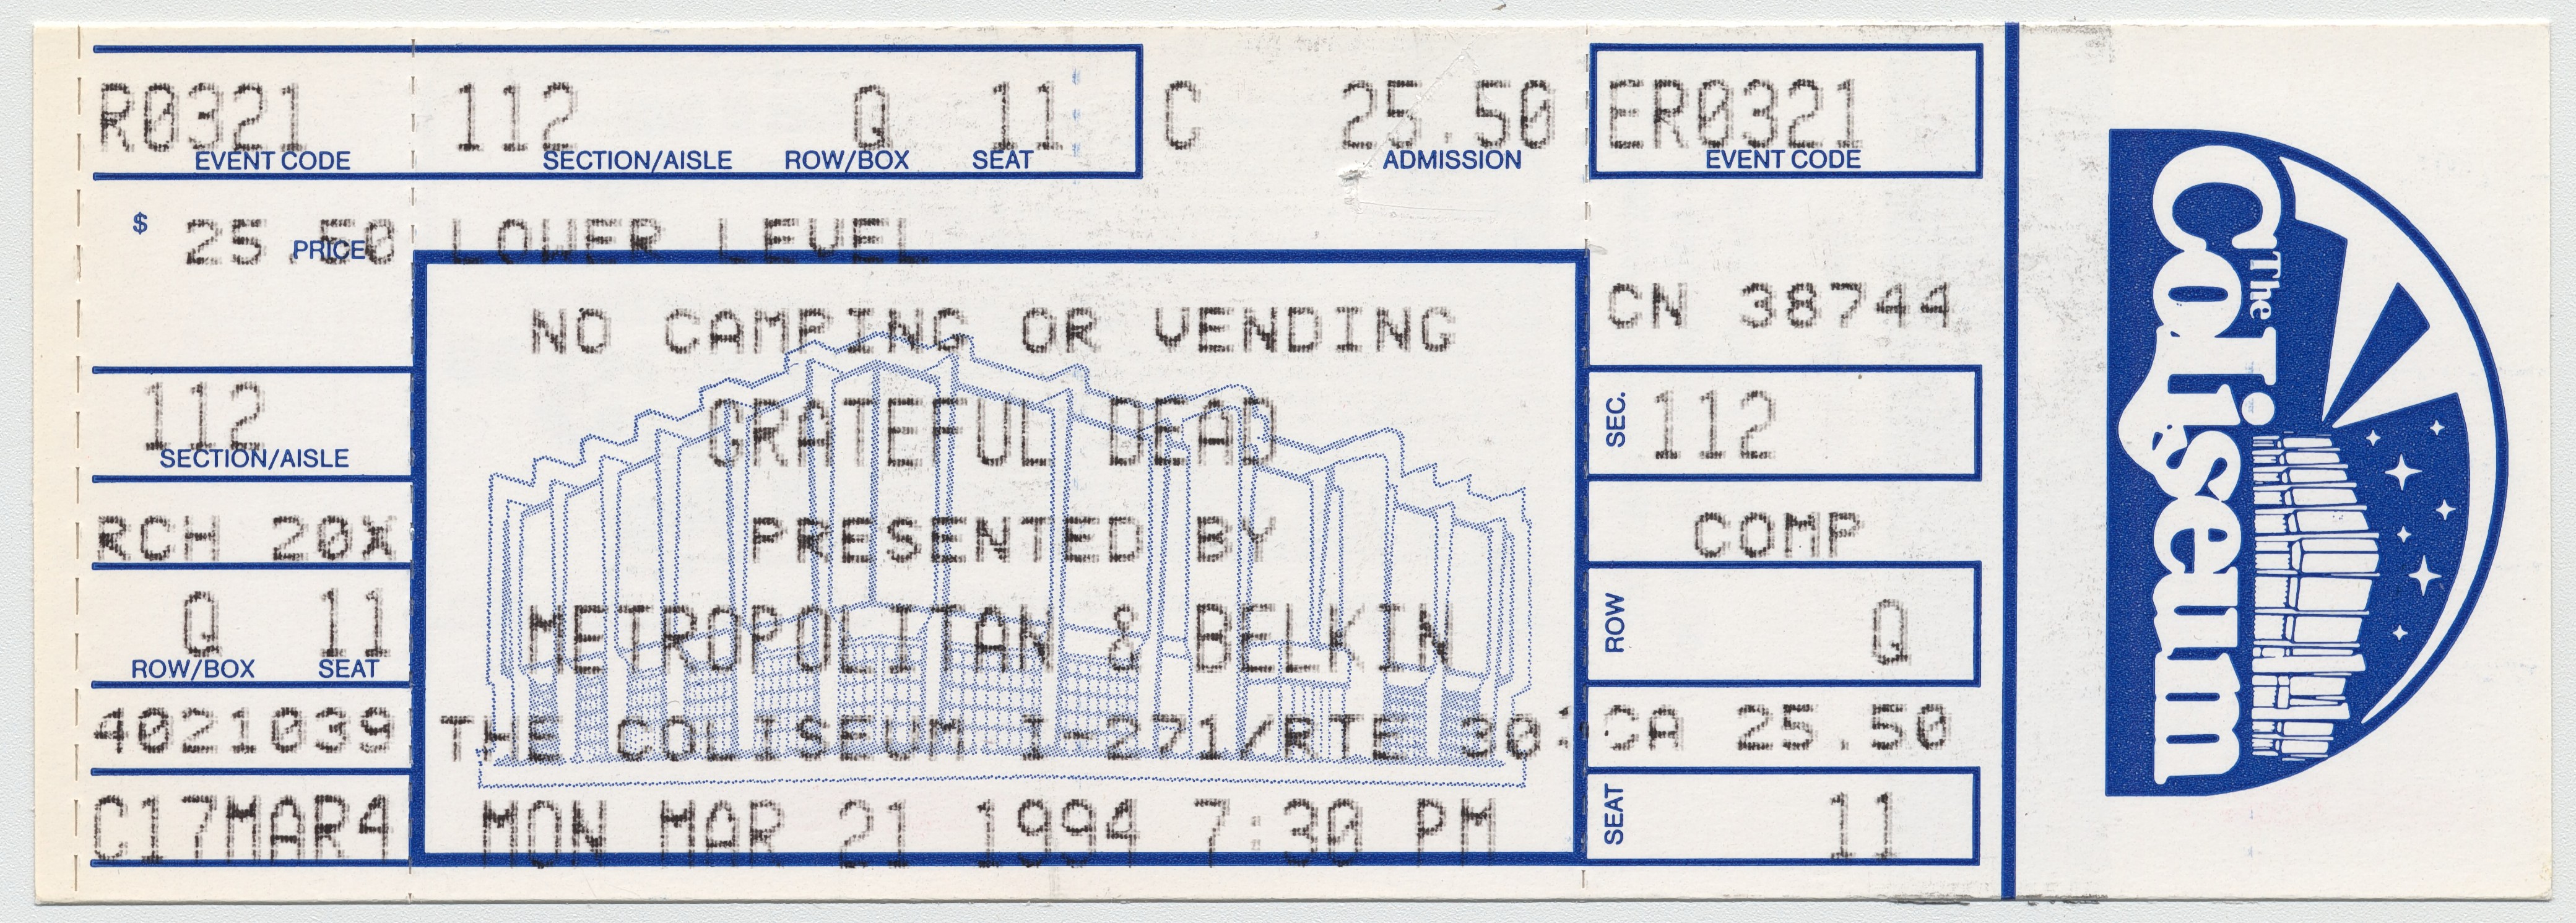 R0321 112 Q 11 C 25.50 ER0321
EVENT CODE SECTION/AISLE ROW/BOX SEAT ADMISSION EVENT CODE
$ 25.50 LOWER LEVEL
PRICE
NO CAMPING OR VENDING
CN 38744
112
SECTION/AISLE
GRATEFUL DEAD
SEC. 112
RCH 20X
PRESENTED BY
COMP
Q 11
ROW/BOX SEAT
METROPOLITAN & BELKIN
ROW Q
4021039
THE COLISEUM I-271/RTE 30
CA 25.50
C17MAR4
MON MAR 21 1994 7:30 PM
SEAT 11
The Coliseum